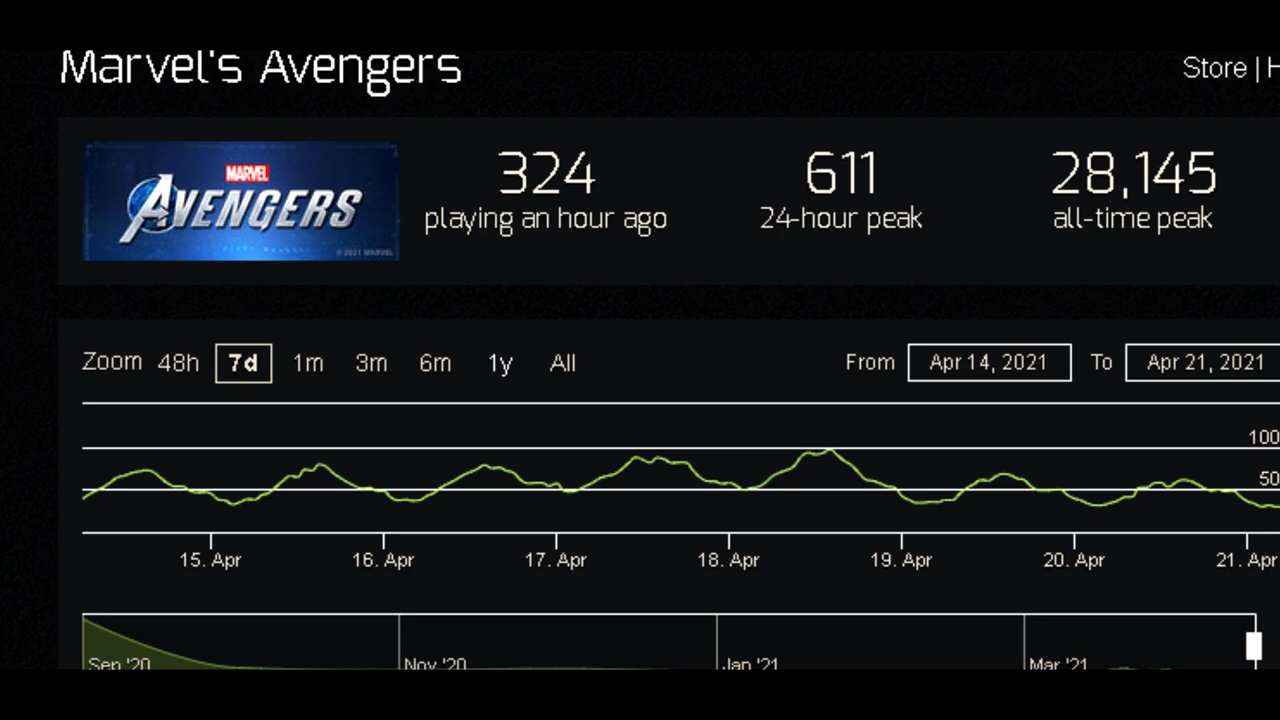 Marvel's Avengers
Store | H
MARVEL
AVENGERS
© 2021 MARVEL
324
playing an hour ago
611
24-hour peak
28,145
all-time peak
Zoom 48h 7d 1m 3m 6m 1y All
From Apr 14, 2021 To Apr 21, 2021
100
50
15. Apr 16. Apr 17. Apr 18. Apr 19. Apr 20. Apr 21. Apr
Sep '20 Nov '20 Jan '21 Mar '21